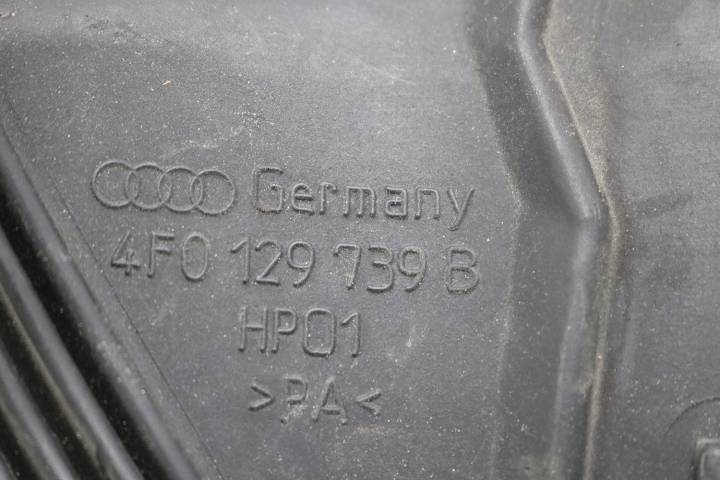 Germany
4F0 129 739 B
HP01
>PA<